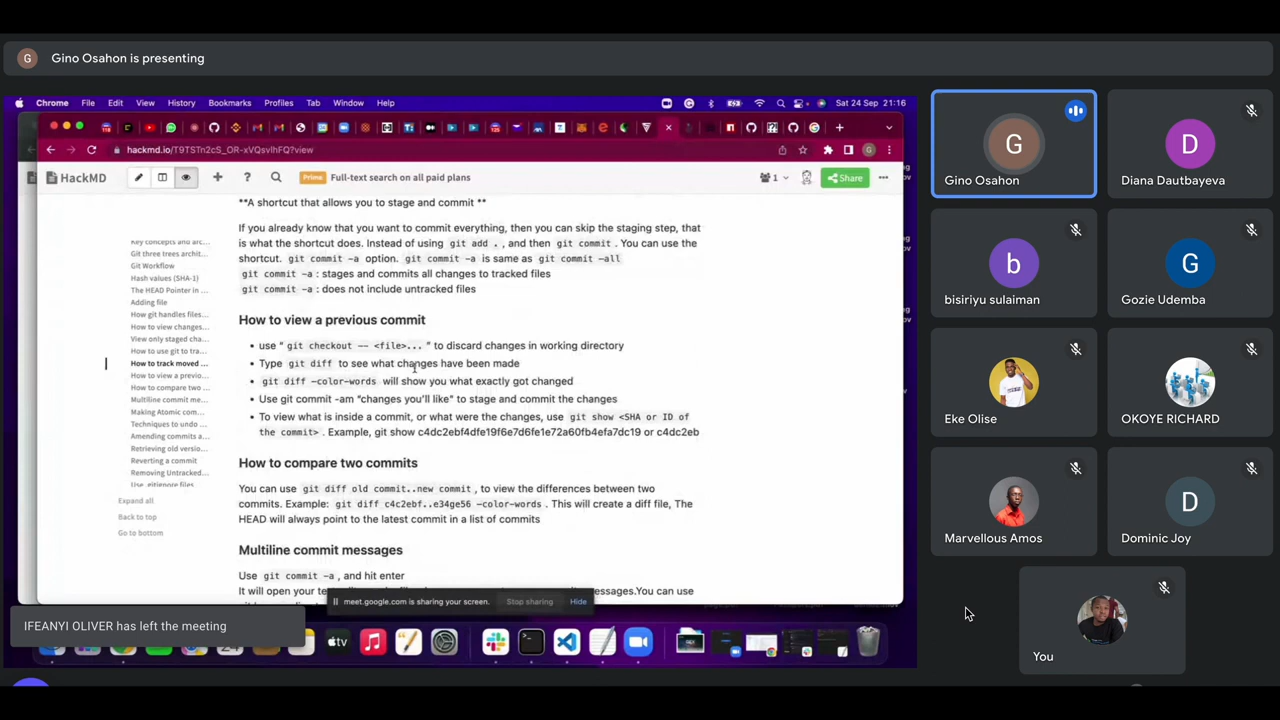 G
Gino Osahon is presenting
Chrome File Edit View History Bookmarks Profiles Tab Window Help Sat 24 Sep 21:16
hackmd.io/T9TSTn2cS_OR-xVQsvIhFQ?view G
HackMD
Prime Full-text search on all paid plans
1 Share
Key concepts and arc...
Git three trees archit...
Git Workflow
Hash values (SHA-1)
The HEAD Pointer in ...
Adding file
How git handles files...
How to view changes...
View only staged cha...
How to use git to tra...
How to track moved ...
How to view a previo...
How to compare two ...
Multiline commit me...
Making Atomic com...
Techniques to undo ...
Amending commits a...
Retrieving old versio...
Reverting a commit
Removing Untracked...
Use .gitignore files
Expand all
Back to top
Go to bottom
**A shortcut that allows you to stage and commit **
If you already know that you want to commit everything, then you can skip the staging step, that
is what the shortcut does. Instead of using git add . , and then git commit . You can use the
shortcut. git commit -a option. git commit -a is same as git commit —all
git commit -a : stages and commits all changes to tracked files
git commit -a : does not include untracked files
How to view a previous commit
• use “ git checkout —— <file>... ” to discard changes in working directory
• Type git diff to see what changes have been made
• git diff —color-words will show you what exactly got changed
• Use git commit -am “changes you'll like” to stage and commit the changes
• To view what is inside a commit, or what were the changes, use git show <SHA or ID of
the commit> . Example, git show c4dc2ebf4dfe19f6e7d6fe1e72a60fb4efa7dc19 or c4dc2eb
How to compare two commits
You can use git diff old commit..new commit , to view the differences between two
commits. Example: git diff c4c2ebf..e34ge56 —color-words . This will create a diff file, The
HEAD will always point to the latest commit in a list of commits
Multiline commit messages
Use git commit -a , and hit enter
It will open your
essages.You can use
meet.google.com is sharing your screen. Stop sharing Hide
IFEANYI OLIVER has left the meeting
tv
G
Gino Osahon
D
Diana Dautbayeva
b
bisiriyu sulaiman
G
Gozie Udemba
Eke Olise
OKOYE RICHARD
Marvellous Amos
D
Dominic Joy
You